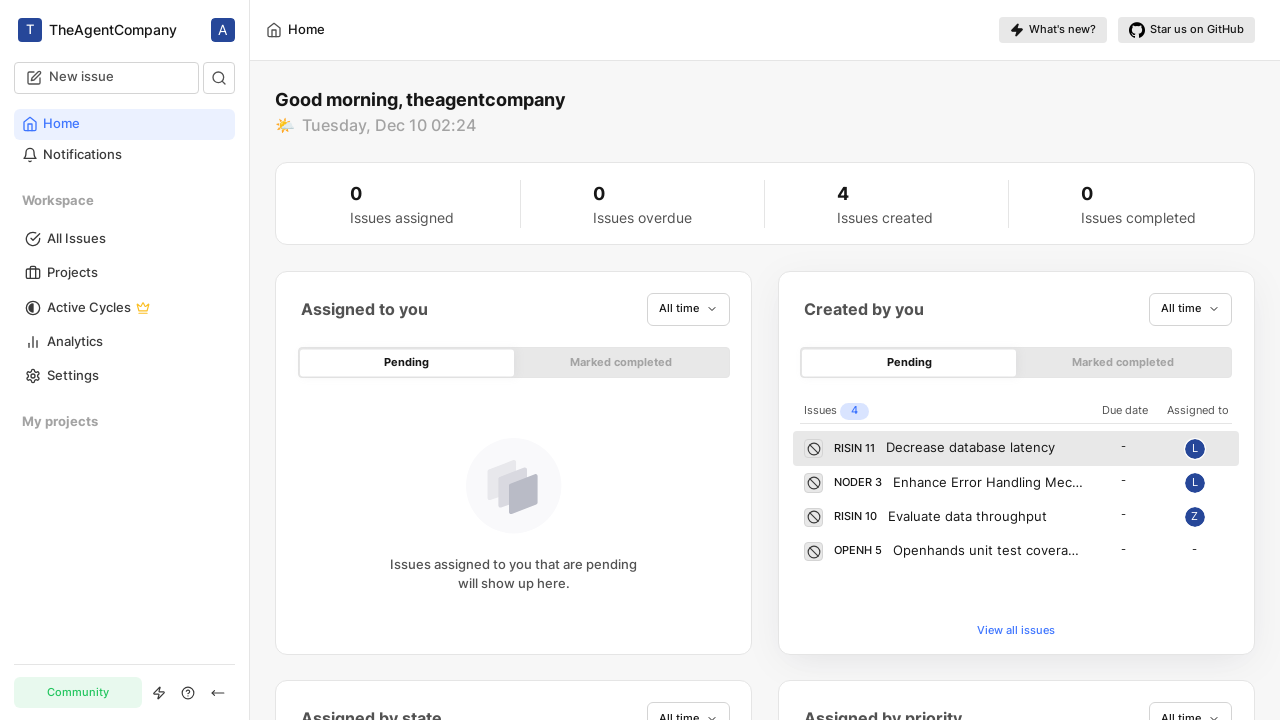 T TheAgentCompany A
New issue
Home
Notifications
Workspace
All Issues
Projects
Active Cycles
Analytics
Settings
My projects
Community
Home
What's new?
Star us on GitHub
Good morning, theagentcompany
🌤️ Tuesday, Dec 10 02:24
0 0 4 0
Issues assigned Issues overdue Issues created Issues completed
Assigned to you All time
Pending Marked completed
Issues assigned to you that are pending
will show up here.
Created by you All time
Pending Marked completed
Issues 4 Due date Assigned to
RISIN 11 Decrease database latency - L
NODER 3 Enhance Error Handling Mec... - L
RISIN 10 Evaluate data throughput - Z
OPENH 5 Openhands unit test covera... - -
View all issues
Assigned by state All time
Assigned by priority All time